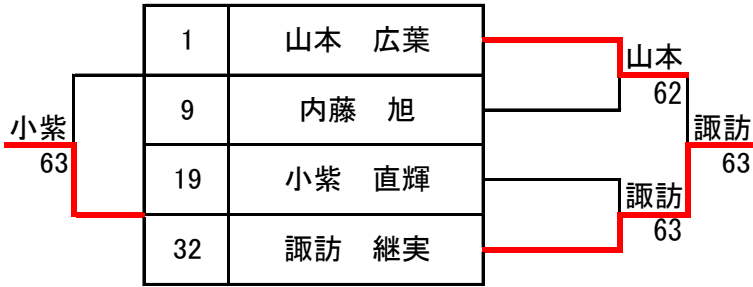 1 山本 広葉
山本
62
9 内藤 旭
小紫
63
諏訪
63
19 小紫 直輝
諏訪
63
32 諏訪 継実